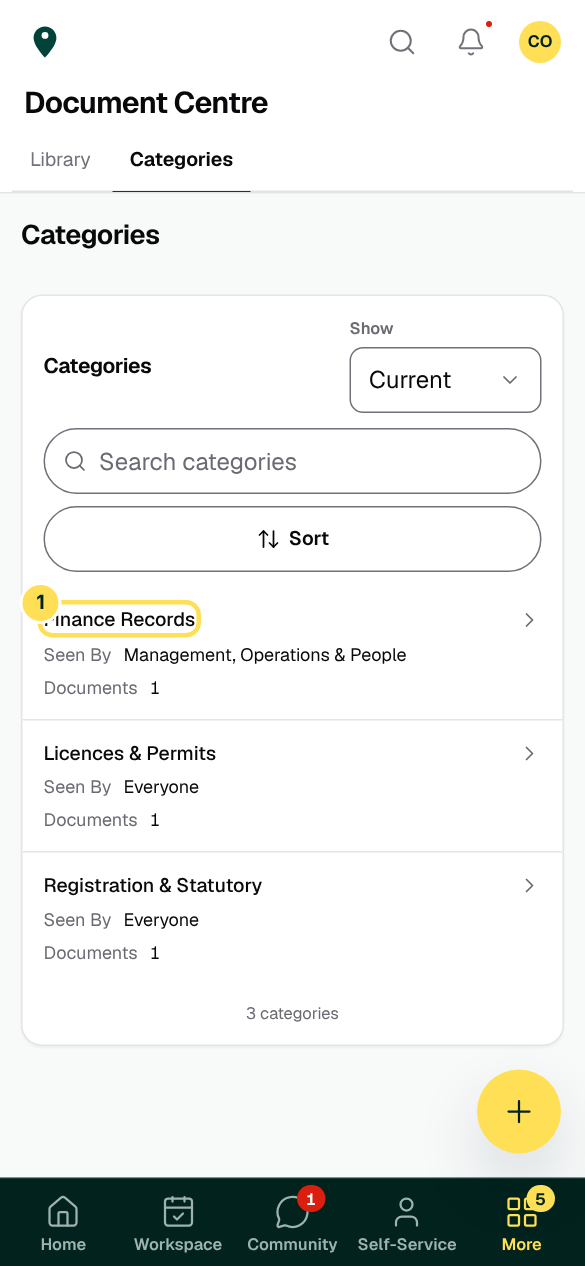 CO
Document Centre
Library Categories
Categories
Show
Categories
Current
Search categories
Sort
1
Finance Records
Seen By Management, Operations & People
Documents 1
Licences & Permits
Seen By Everyone
Documents 1
Registration & Statutory
Seen By Everyone
Documents 1
3 categories
1 5
Home Workspace Community Self-Service More